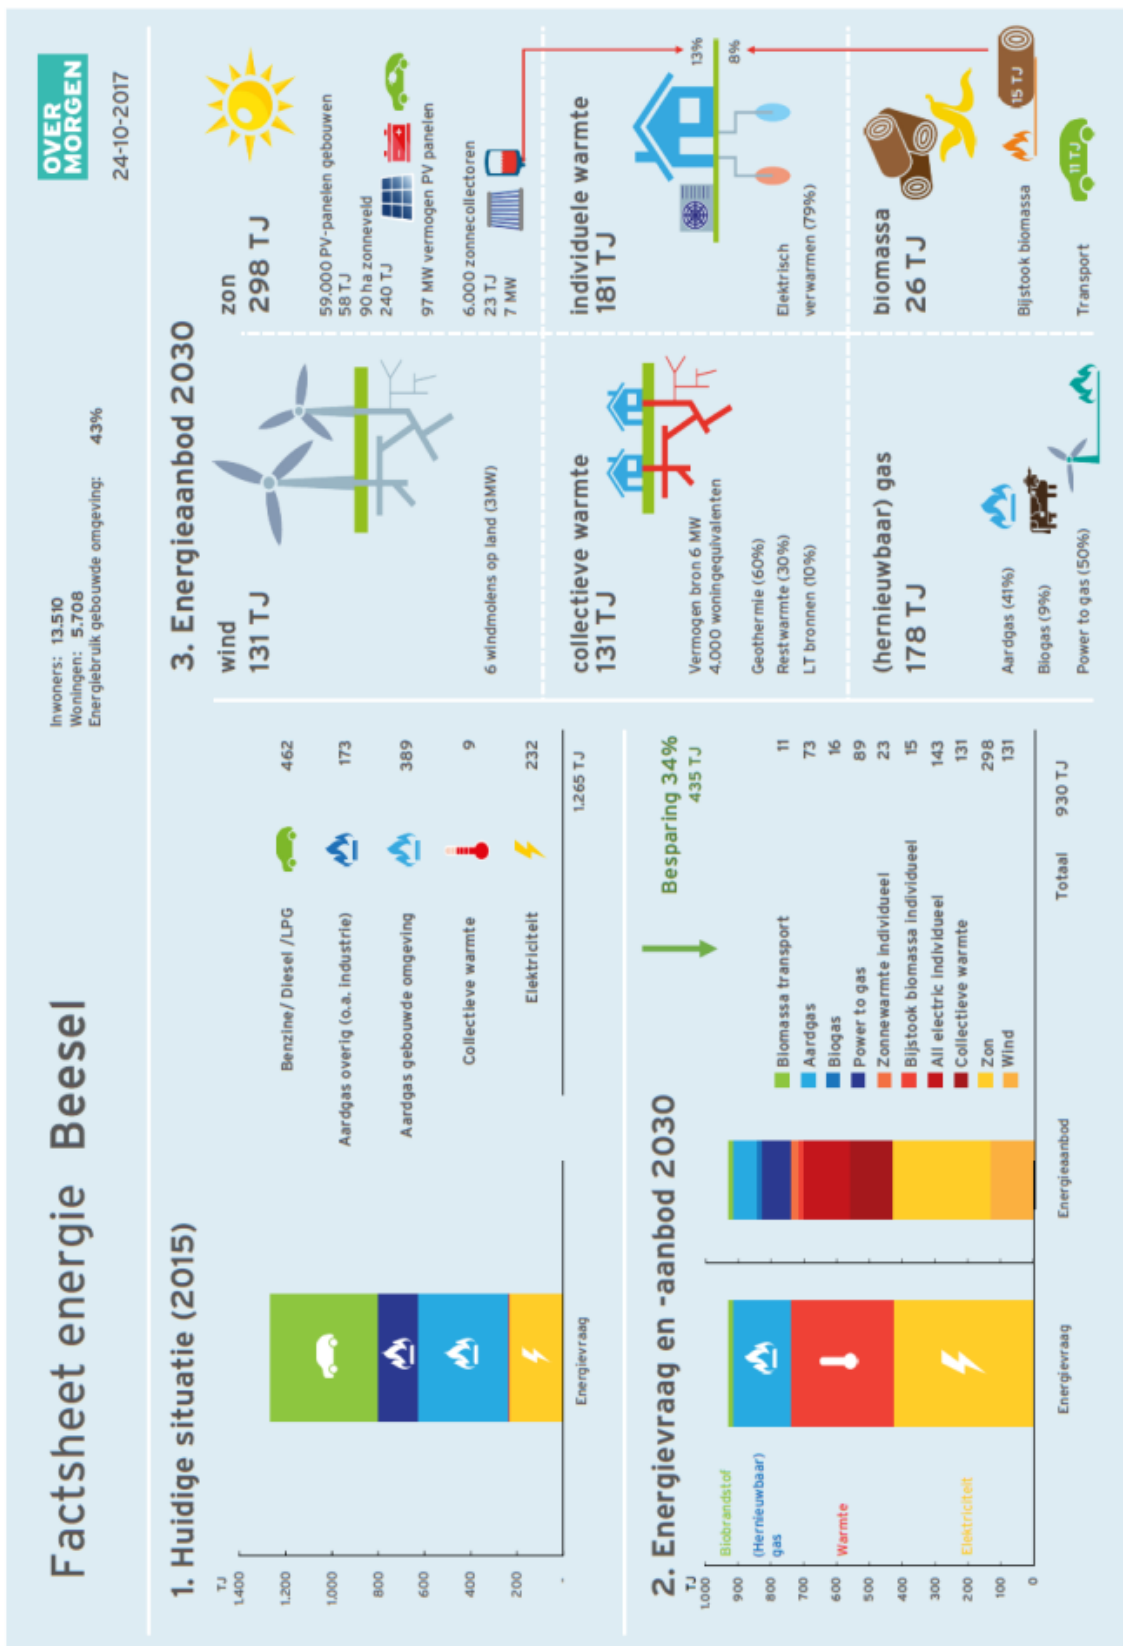 Factsheet energie Beesel
Inwoners: 13.510
Woningen: 5.708
Energiebruik gebouwde omgeving: 43%
OVER
MORGEN
24-10-2017
1. Huidige situatie (2015)
TJ
1.400
1.200
1.000
800
600
400
200
-
Energievraag
Benzine/ Diesel /LPG 462
Aardgas overig (o.a. industrie) 173
Aardgas gebouwde omgeving 389
Collectieve warmte 9
Elektriciteit 232
1.265 TJ
2. Energievraag en -aanbod 2030
Besparing 34%
435 TJ
TJ
1.000
900
800
700
600
500
400
300
200
100
0
Biobrandstof
(Hernieuwbaar)
gas
Warmte
Elektriciteit
Energievraag
Energieaanbod
Biomassa transport 11
Aardgas 73
Biogas 16
Power to gas 89
Zonnewarmte individueel 23
Bijstook biomassa individueel 15
All electric individueel 143
Collectieve warmte 131
Zon 298
Wind 131
Totaal 930 TJ
3. Energieaanbod 2030
wind
131 TJ
6 windmolens op land (3MW)
zon
298 TJ
59.000 PV-panelen gebouwen
58 TJ
90 ha zonneveld
240 TJ
97 MW vermogen PV panelen
6.000 zonnecollectoren
23 TJ
7 MW
collectieve warmte
131 TJ
Vermogen bron 6 MW
4.000 woningequivalenten
Geothermie (60%)
Restwarmte (30%)
LT bronnen (10%)
individuele warmte
181 TJ
13%
8%
Elektrisch
verwarmen (79%)
(hernieuwbaar) gas
178 TJ
Aardgas (41%)
Biogas (9%)
Power to gas (50%)
biomassa
26 TJ
Bijstook biomassa
15 TJ
Transport
11 TJ